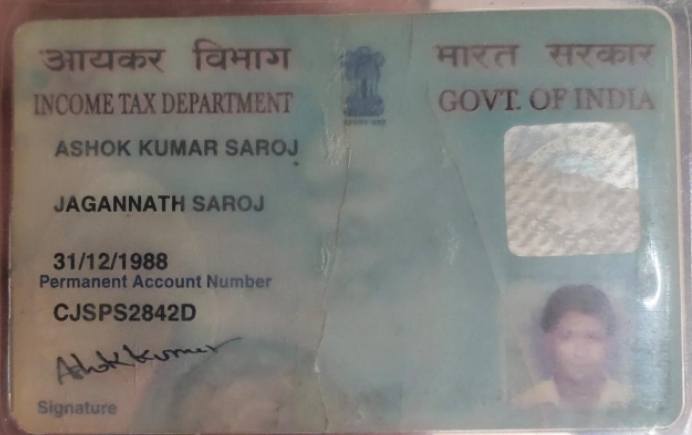 आयकर विभाग
INCOME TAX DEPARTMENT
भारत सरकार
GOVT. OF INDIA
ASHOK KUMAR SAROJ
JAGANNATH SAROJ
31/12/1988
Permanent Account Number
CJSPS2842D
Ashok Kumar
Signature